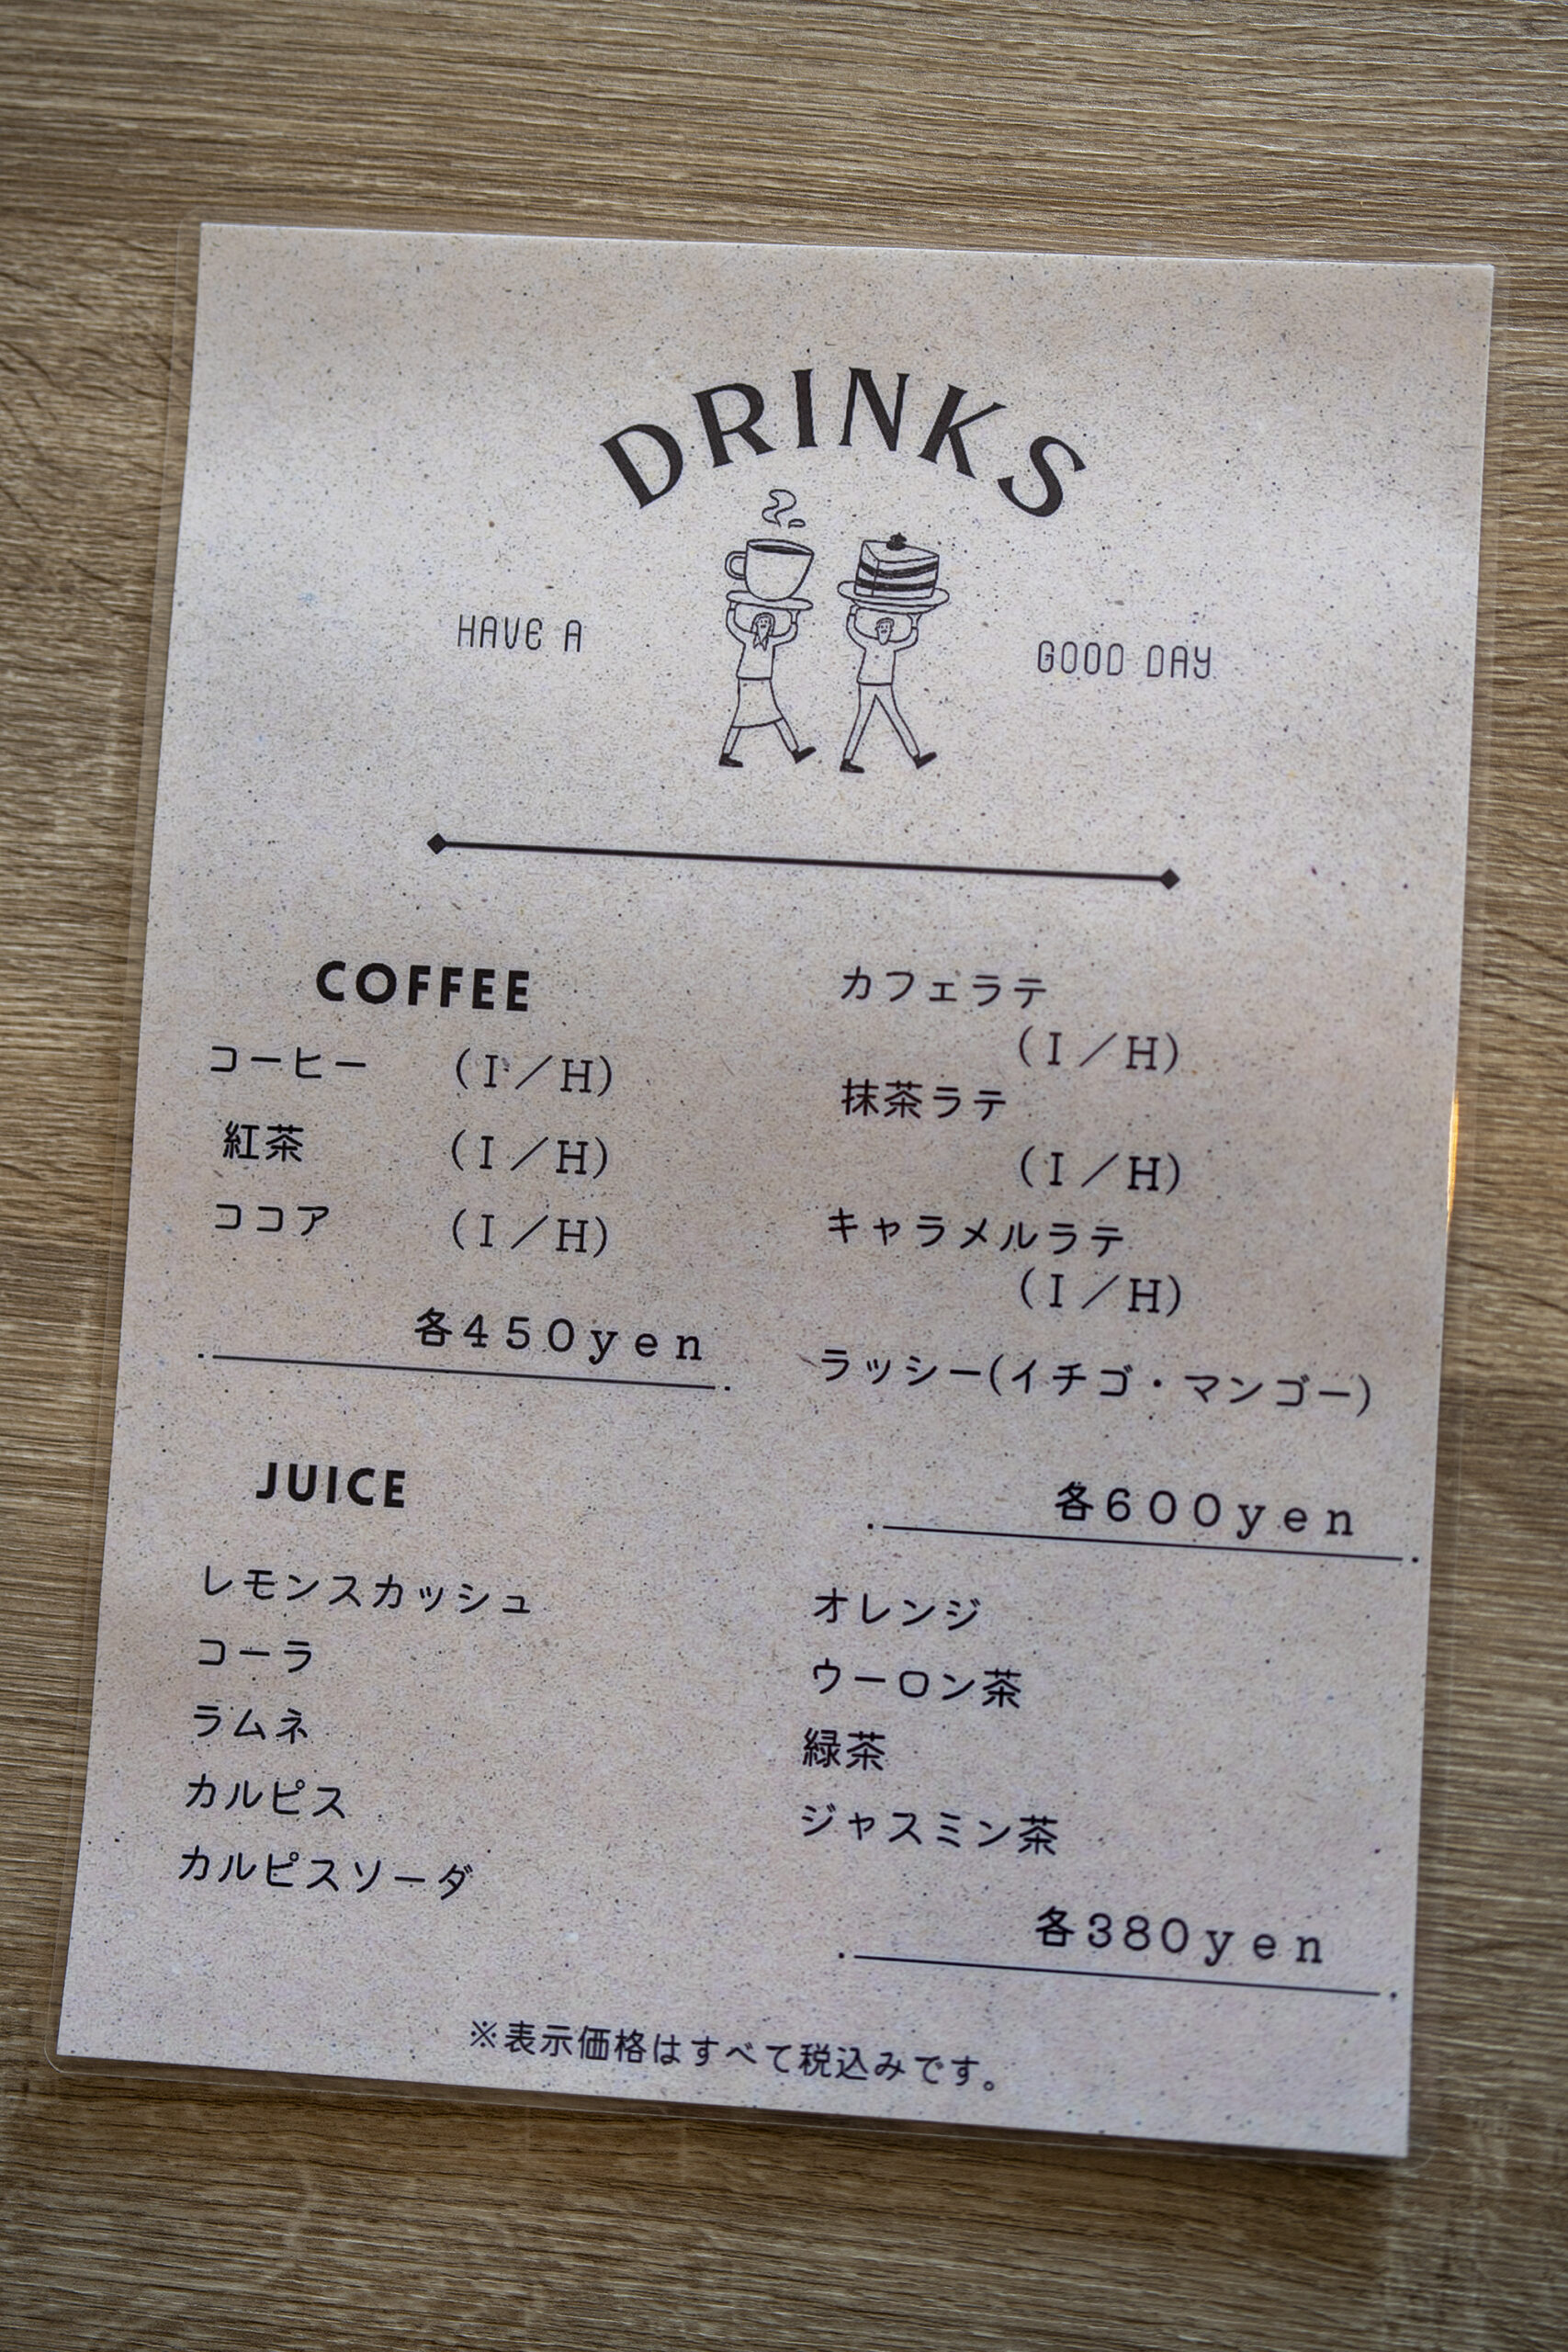 DRINKS
HAVE A
GOOD DAY
COFFEE
コーヒー (I／H)
紅茶 (I／H)
ココア (I／H)
各450yen
カフェラテ
(I／H)
抹茶ラテ
(I／H)
キャラメルラテ
(I／H)
ラッシー(イチゴ・マンゴー)
各600yen
JUICE
レモンスカッシュ
コーラ
ラムネ
カルピス
カルピスソーダ
オレンジ
ウーロン茶
緑茶
ジャスミン茶
各380yen
※表示価格はすべて税込みです。